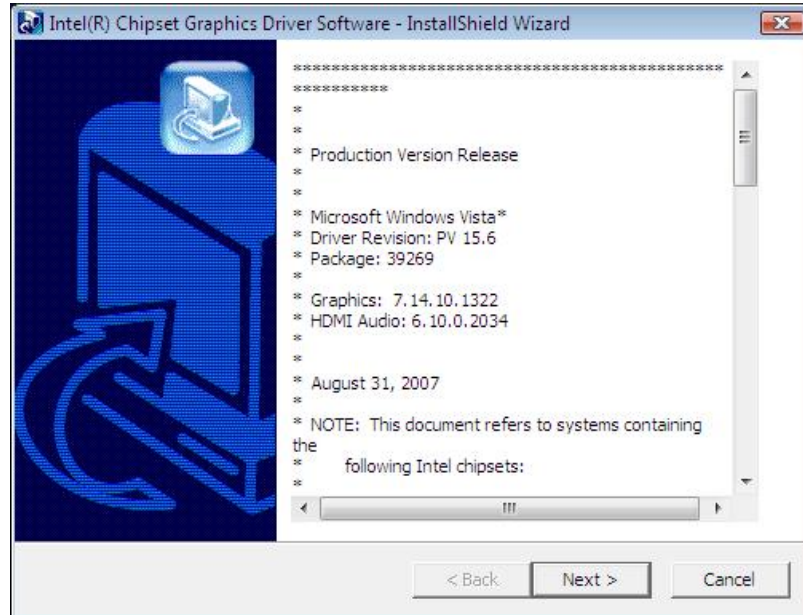 Intel(R) Chipset Graphics Driver Software - InstallShield Wizard
*********************************************
**********
*
*
* Production Version Release
*
*
* Microsoft Windows Vista*
* Driver Revision: PV 15.6
* Package: 39269
*
* Graphics:  7.14.10.1322
* HDMI Audio: 6.10.0.2034
*
*
* August 31, 2007
*
* NOTE:  This document refers to systems containing
the
*       following Intel chipsets:
*
< Back
Next >
Cancel